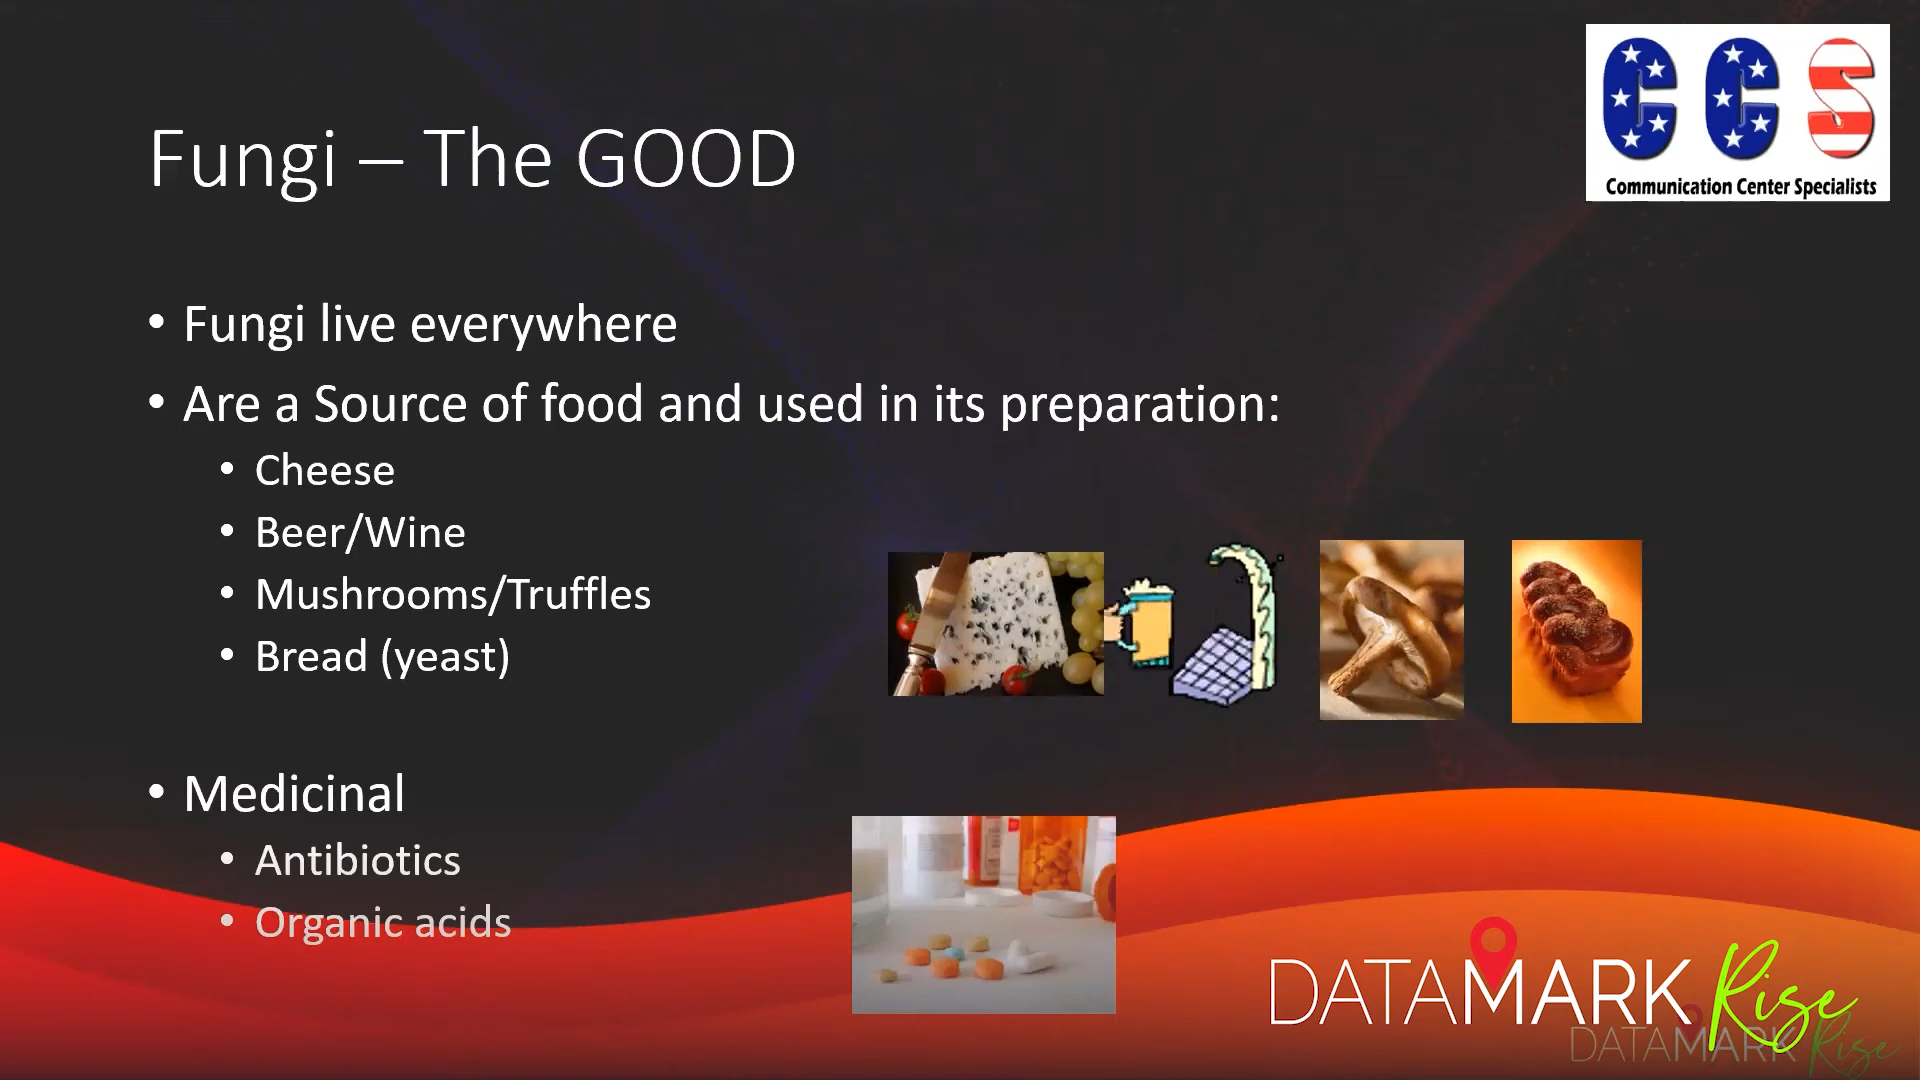 CCS
Communication Center Specialists
Fungi – The GOOD
• Fungi live everywhere
• Are a Source of food and used in its preparation:
• Cheese
• Beer/Wine
• Mushrooms/Truffles
• Bread (yeast)
• Medicinal
• Antibiotics
• Organic acids
DATAMARK Rise
DATAMARK Rise